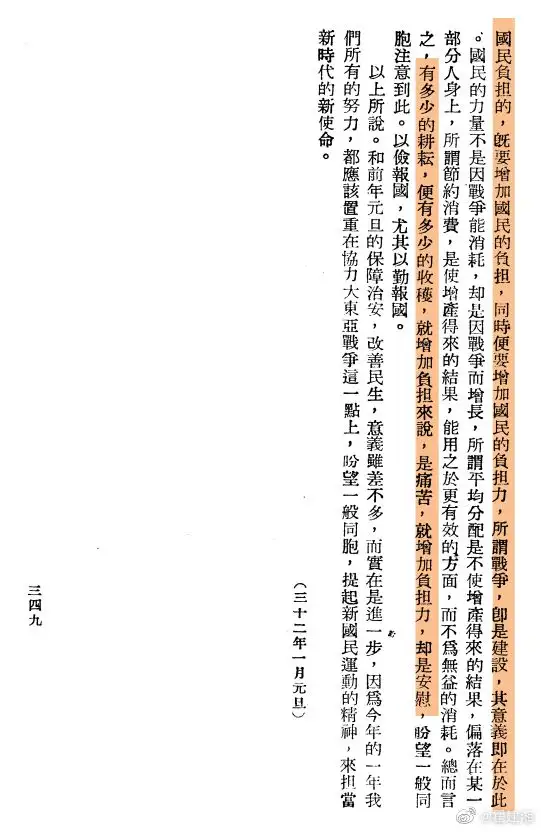 國民負担的，旣要增加國民的負担，同時便要增加國民的負担力，所謂戰爭，卽是建設，其意義卽在於此
。國民的力量不是因戰爭能消耗，却是因戰爭而增長，所謂平均分配是不使增產得來的結果，偏落在某一
部分人身上，所謂節約消費，是使增產得來的結果，能用之於更有效的方面，而不爲無益的消耗。總而言
之，有多少的耕耘，便有多少的收穫，就增加負担來說，是痛苦，就增加負担力，却是安慰，盼望一般同
胞注意到此。以儉報國，尤其以勤報國。
以上所說。和前年元旦的保障治安，改善民生，意義雖差不多，而實在是進一步，因爲今年的一年我
們所有的努力，都應該置重在協力大東亞戰爭這一點上，盼望一般同胞，提起新國民運動的精神，來担當
新時代的新使命。
（三十二年一月元旦）
三四九